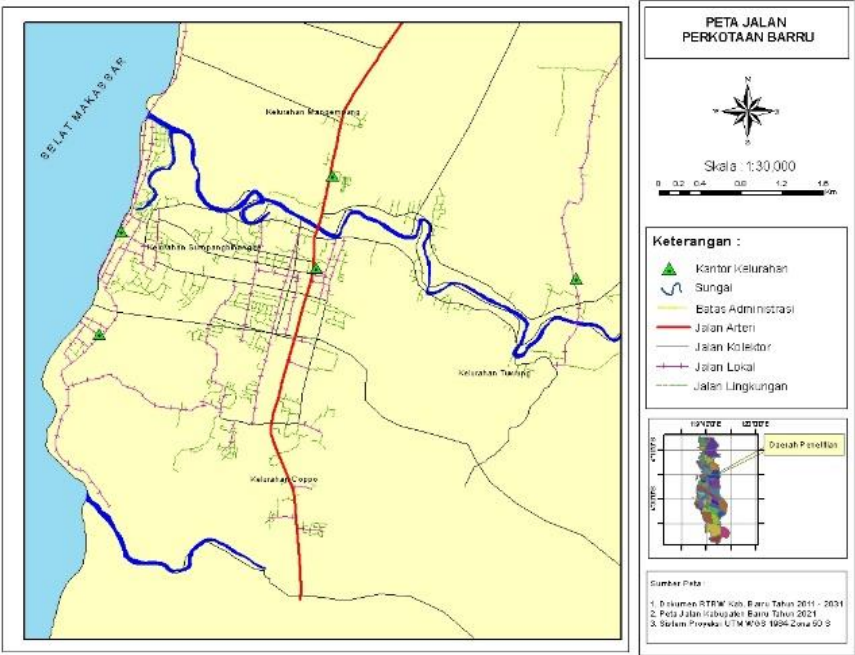 SELAT MAKASSAR
Kelurahan Mangempang
Kelurahan Sumpangbinangae
Kelurahan Tuwung
Kelurahan Coppo
PETA JALAN
PERKOTAAN BARRU
N
S
Skala : 1:30,000
0 0.2 0.4 0.8 1.2 1.6
Km
Keterangan :
Kantor Kelurahan
Sungai
Batas Administrasi
Jalan Arteri
Jalan Kolektor
Jalan Lokal
Jalan Lingkungan
Daerah Penelitian
Sumber Peta :
1. Dokumen RTRW Kab. Barru Tahun 2011 - 2031
2. Peta Jalan Kabupaten Barru Tahun 2021
3. Sistem Proyeksi UTM WGS 1984 Zona 50 S